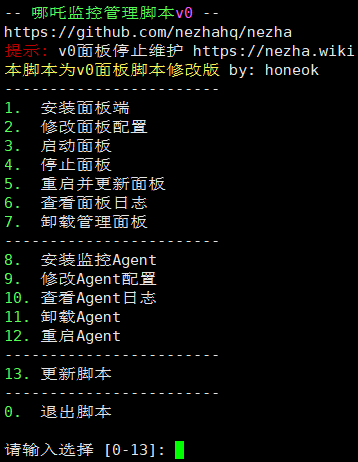 -- 哪吒监控管理脚本v0 --
https://github.com/nezhahq/nezha
提示: v0面板停止维护 https://nezha.wiki
本脚本为v0面板脚本修改版 by: honeok
------------------------
1.  安装面板端
2.  修改面板配置
3.  启动面板
4.  停止面板
5.  重启并更新面板
6.  查看面板日志
7.  卸载管理面板
------------------------
8.  安装监控Agent
9.  修改Agent配置
10. 查看Agent日志
11. 卸载Agent
12. 重启Agent
------------------------
13. 更新脚本
------------------------
0.  退出脚本
请输入选择 [0-13]: